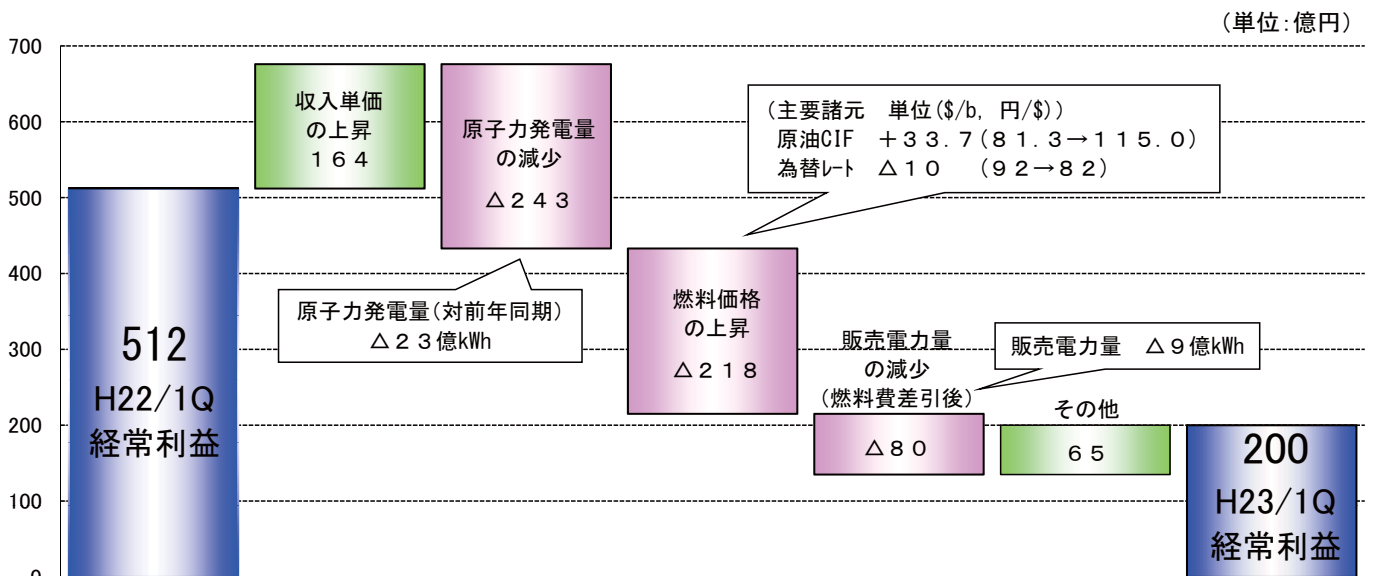 （単位：億円）
700
600
500
400
300
200
100
0
512
H22/1Q
経常利益
収入単価
の上昇
１６４
原子力発電量
の減少
△２４３
原子力発電量（対前年同期）
△２３億kWh
（主要諸元　単位（$/b，円/$））
原油CIF　＋３３．７（８１．３→１１５．０）
為替ﾚｰﾄ　△１０　（９２→８２）
燃料価格
の上昇
△２１８
販売電力量
の減少
（燃料費差引後）
△８０
販売電力量　△９億kWh
その他
６５
200
H23/1Q
経常利益